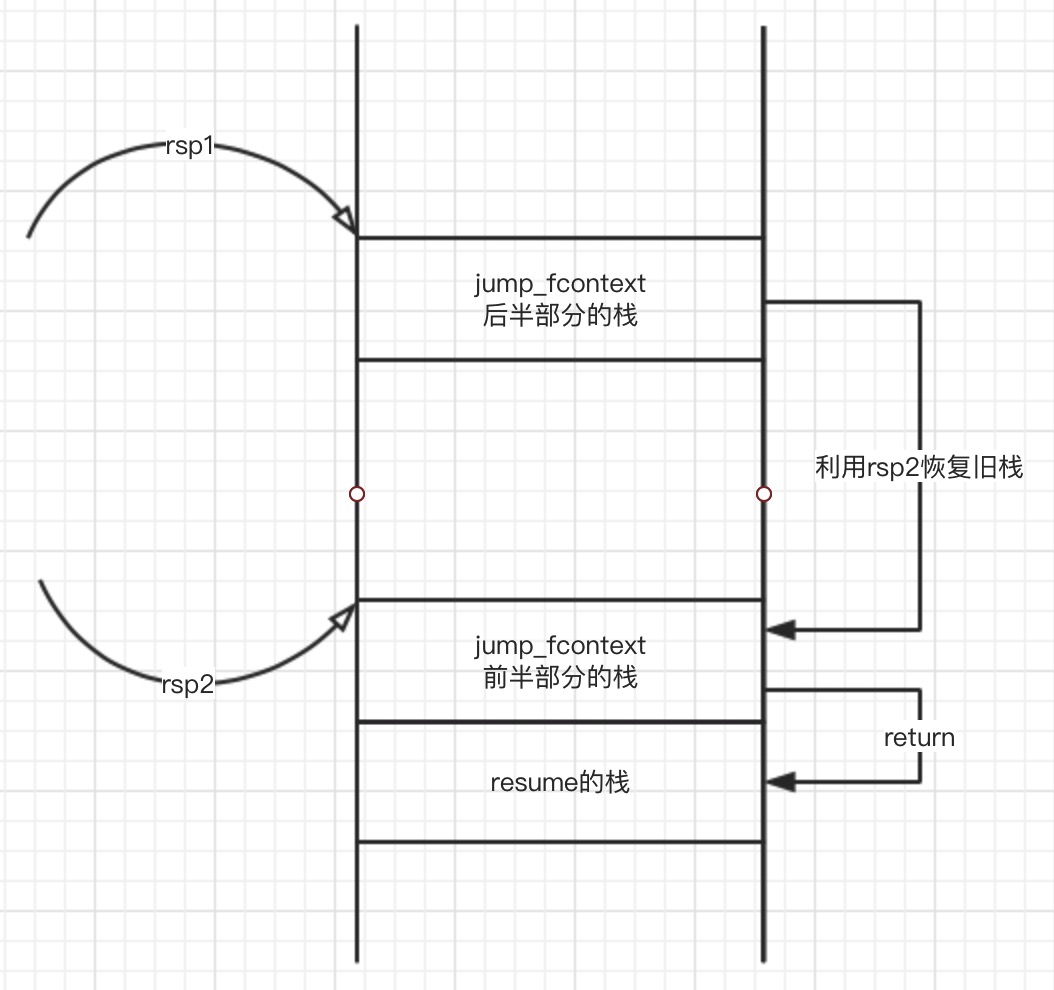 rsp1
jump_fcontext
后半部分的栈
利用rsp2恢复旧栈
jump_fcontext
前半部分的栈
rsp2
return
resume的栈